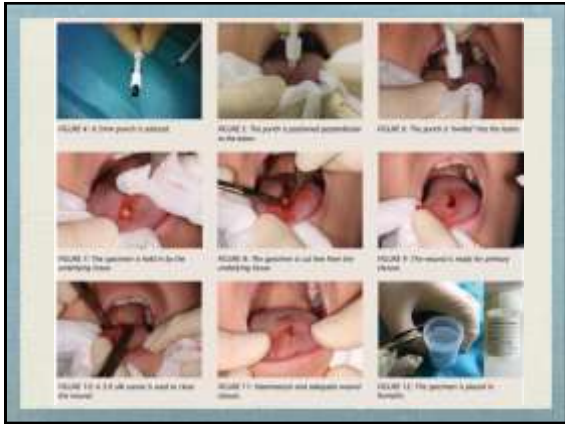 FIGURE 4: A 5mm punch is selected.
FIGURE 5: The punch is positioned perpendicular
to the lesion.
FIGURE 6: The punch is "twisted" into the lesion.
FIGURE 7: The specimen is held in by the
underlying tissue.
FIGURE 8: The specimen is cut free from the
underlying tissue.
FIGURE 9: The wound is ready for primary
closure.
FIGURE 10: A 3.0 silk suture is used to close
the wound.
FIGURE 11: and adequate wound
closure.
FIGURE 12: The specimen is placed in
formalin.